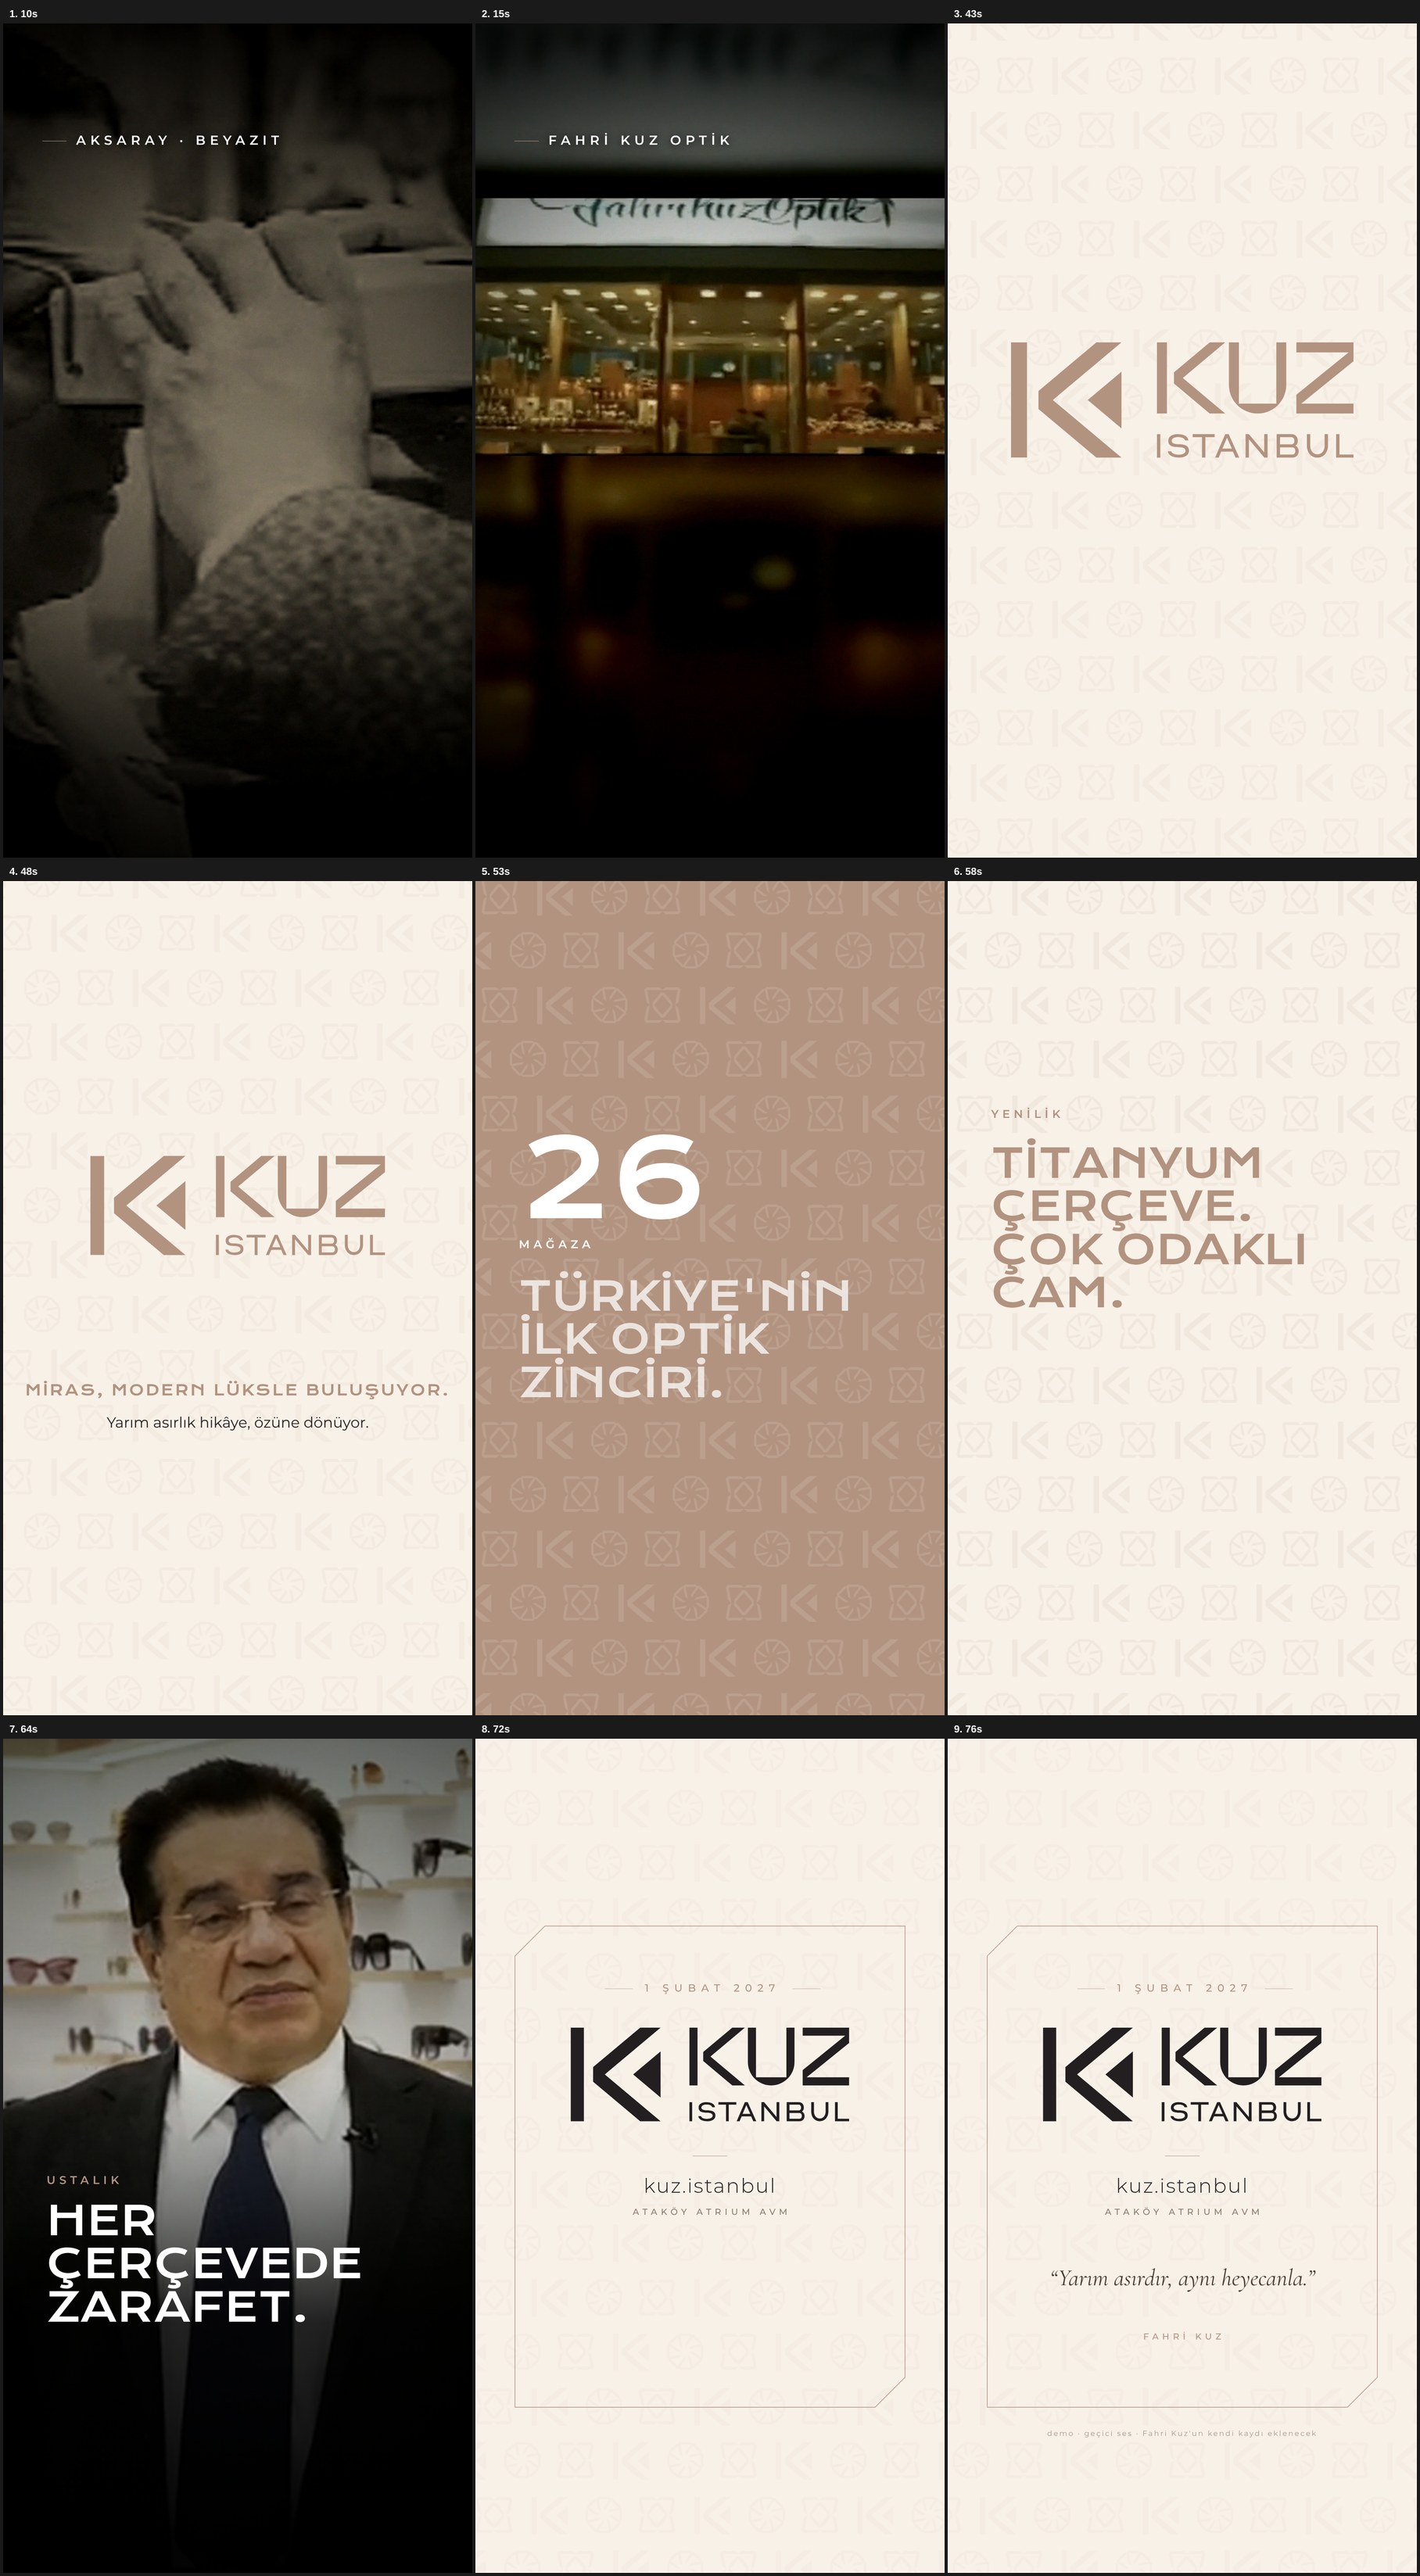 1. 10s
AKSARAY · BEYAZIT
2. 15s
FAHRİ KUZ OPTİK
Fahri Kuz Optik
3. 43s
KUZ
ISTANBUL
4. 48s
KUZ
ISTANBUL
MİRAS, MODERN LÜKSLE BULUŞUYOR.
Yarım asırlık hikâye, özüne dönüyor.
5. 53s
26
MAĞAZA
TÜRKİYE'NİN
İLK OPTİK
ZİNCİRİ.
6. 58s
YENİLİK
TİTANYUM
ÇERÇEVE.
ÇOK ODAKLI
CAM.
7. 64s
USTALIK
HER
ÇERÇEVEDE
ZARAFET.
8. 72s
1 ŞUBAT 2027
KUZ
ISTANBUL
kuz.istanbul
ATAKÖY ATRIUM AVM
9. 76s
1 ŞUBAT 2027
KUZ
ISTANBUL
kuz.istanbul
ATAKÖY ATRIUM AVM
“Yarım asırdır, aynı heyecanla.”
FAHRİ KUZ
demo · geçici ses · Fahri Kuz'un kendi kaydı eklenecek